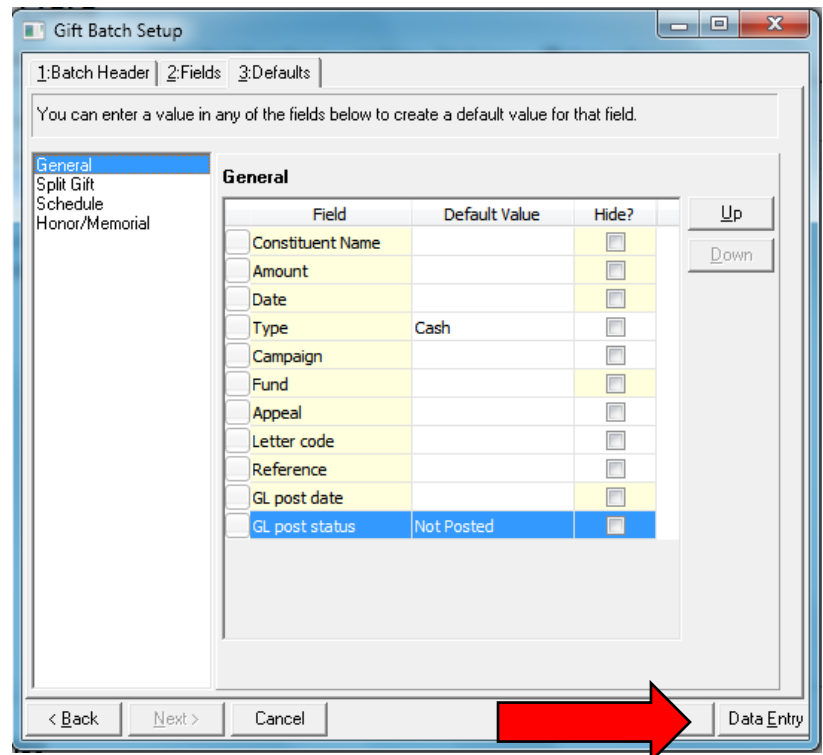 Gift Batch Setup
1:Batch Header 2:Fields 3:Defaults
You can enter a value in any of the fields below to create a default value for that field.
General
Split Gift
Schedule
Honor/Memorial
General
Field Default Value Hide?
Constituent Name
Amount
Date
Type Cash
Campaign
Fund
Appeal
Letter code
Reference
GL post date
GL post status Not Posted
Up
Down
< Back Next > Cancel Data Entry